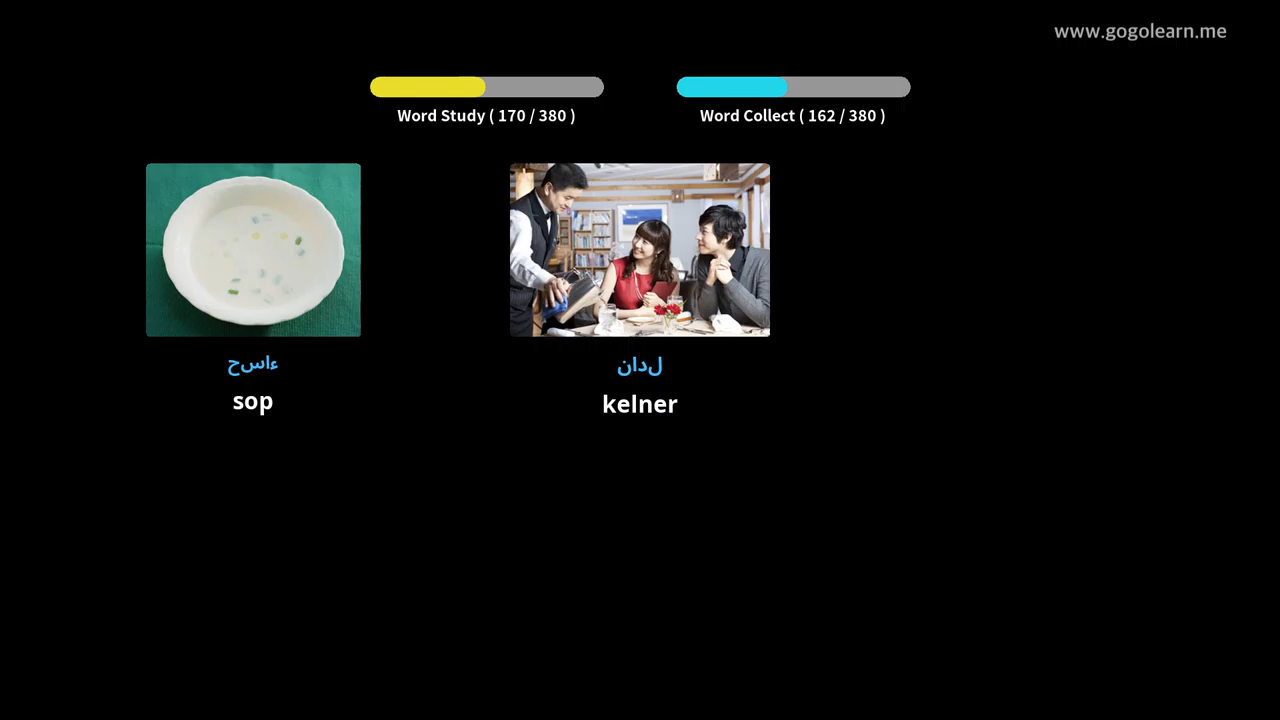 www.gogolearn.me
Word Study ( 170 / 380 )
Word Collect ( 162 / 380 )
ءاسح
sop
لدان
kelner